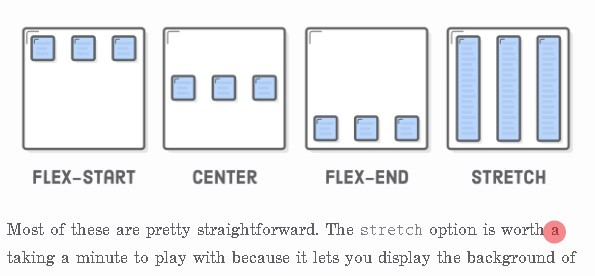 FLEX-START CENTER FLEX-END STRETCH
Most of these are pretty straightforward. The stretch option is worth a
taking a minute to play with because it lets you display the background of